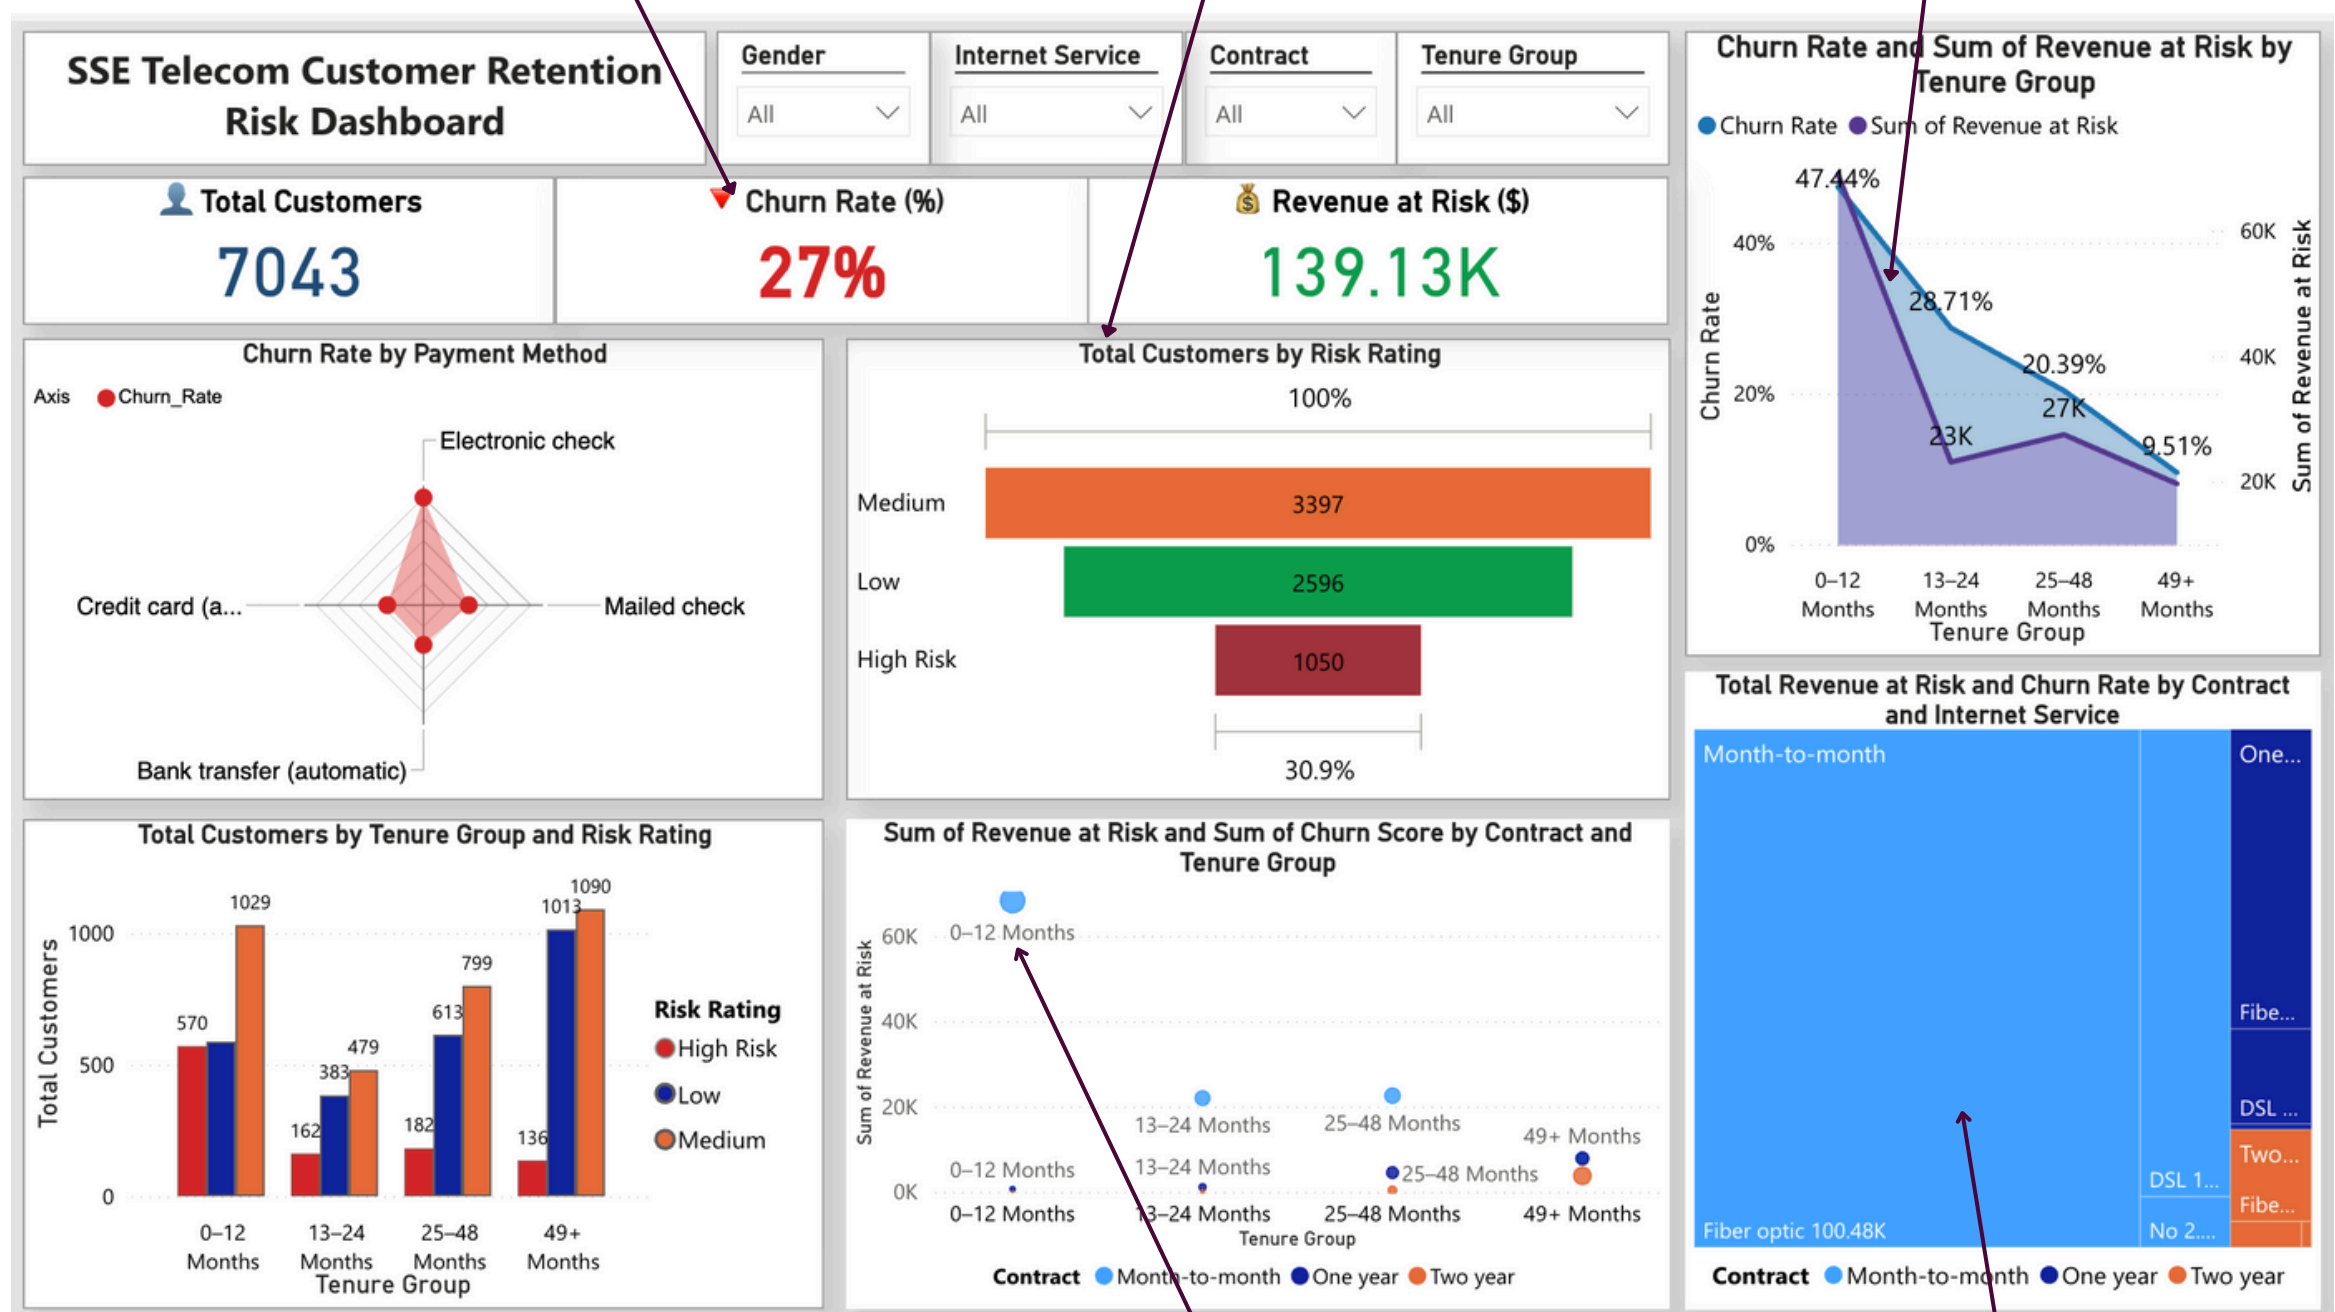 SSE Telecom Customer Retention
Risk Dashboard
Gender
All
Internet Service
All
Contract
All
Tenure Group
All
Total Customers
7043
Churn Rate (%)
27%
Revenue at Risk ($)
139.13K
Churn Rate by Payment Method
Axis Churn_Rate
Electronic check
Credit card (a...
Mailed check
Bank transfer (automatic)
Total Customers by Risk Rating
100%
Medium 3397
Low 2596
High Risk 1050
30.9%
Churn Rate and Sum of Revenue at Risk by
Tenure Group
Churn Rate Sum of Revenue at Risk
47.44%
28.71%
20.39%
9.51%
23K
27K
Churn Rate
40%
20%
0%
Sum of Revenue at Risk
60K
40K
20K
0–12 13–24 25–48 49+
Months Months Months Months
Tenure Group
Total Customers by Tenure Group and Risk Rating
Total Customers
1000
500
0
570
1029
162
383
479
182
613
799
136
1013
1090
0–12 13–24 25–48 49+
Months Months Months Months
Tenure Group
Risk Rating
High Risk
Low
Medium
Sum of Revenue at Risk and Sum of Churn Score by Contract and
Tenure Group
Sum of Revenue at Risk
60K
40K
20K
0K
0–12 Months
13–24 Months
25–48 Months
49+ Months
0–12 Months
13–24 Months
25–48 Months
0–12 Months 13–24 Months 25–48 Months 49+ Months
Tenure Group
Contract Month-to-month One year Two year
Total Revenue at Risk and Churn Rate by Contract
and Internet Service
Month-to-month
Fiber optic 100.48K
DSL 1...
No 2....
One...
Fibe...
DSL ...
Two...
Fibe...
Contract Month-to-month One year Two year